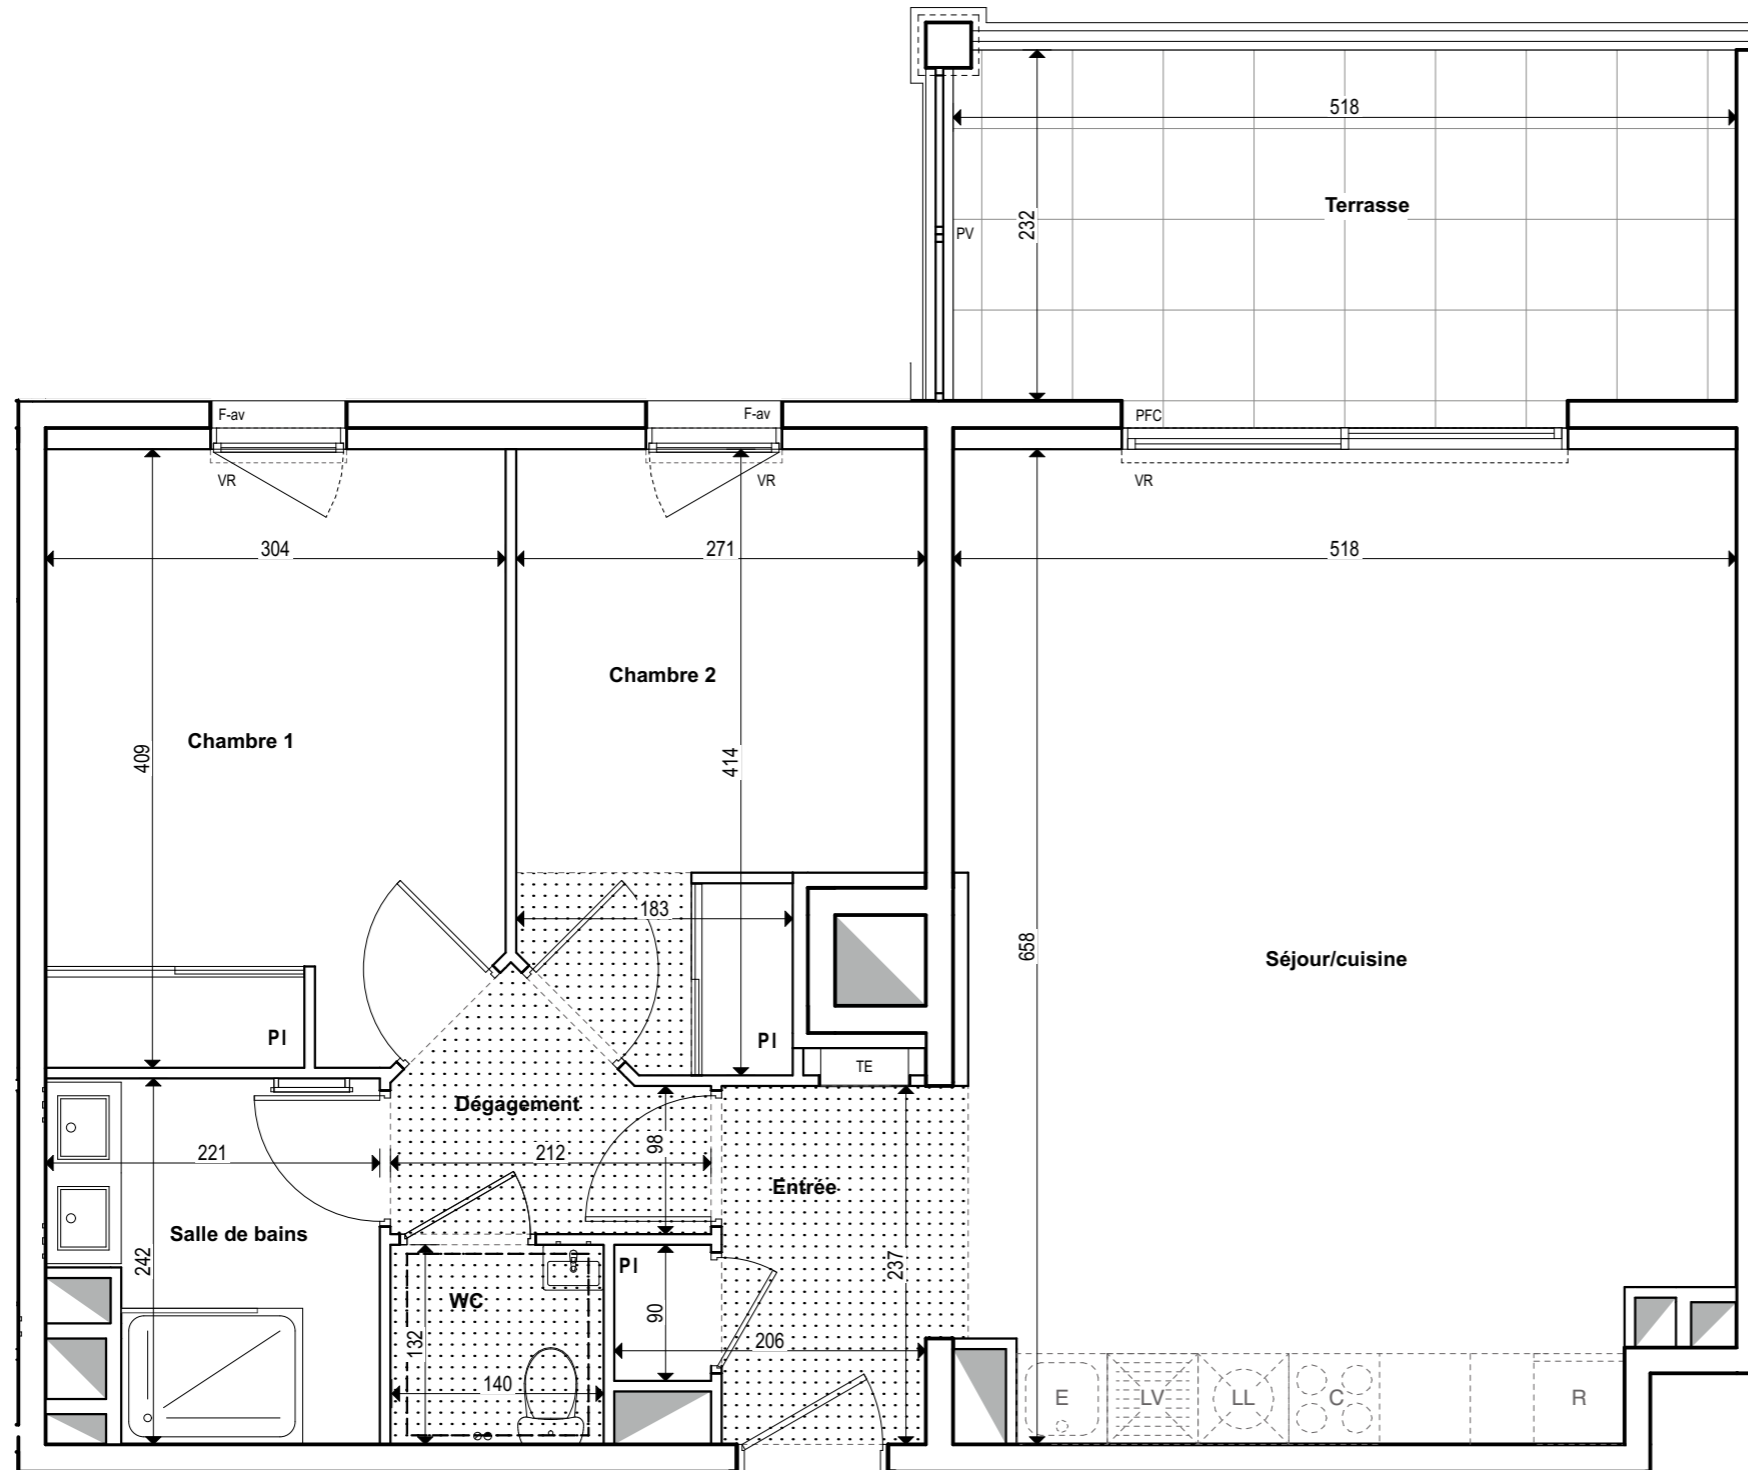 518
Terrasse
232
PV
F-av
F-av
PFC
VR
VR
VR
304
271
518
Chambre 2
Chambre 1
409
414
183
658
Séjour/cuisine
PI
PI
TE
Dégagement
98
221
212
Entrée
Salle de bains
242
237
PI
WC
90
132
206
140
E
LV
LL
C
R